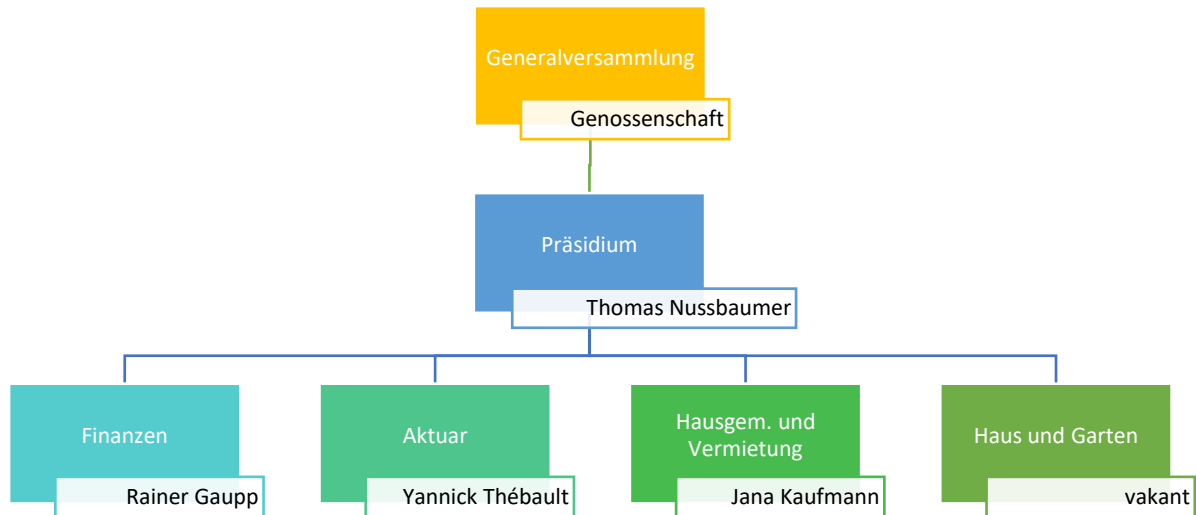 Generalversammlung
Genossenschaft
Präsidium
Thomas Nussbaumer
Finanzen
Rainer Gaupp
Aktuar
Yannick Thébault
Hausgem. und
Vermietung
Jana Kaufmann
Haus und Garten
vakant